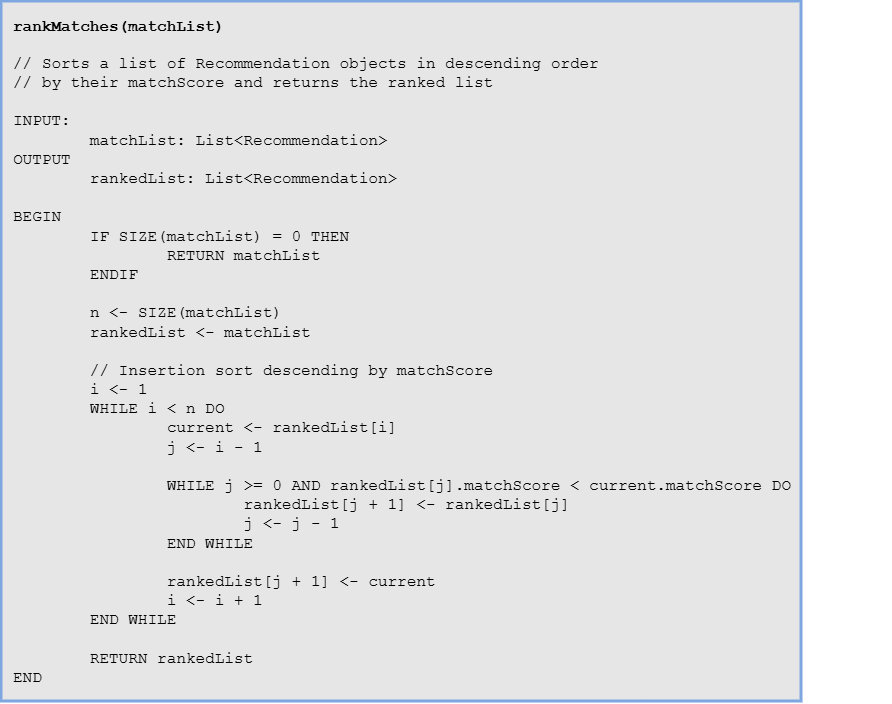 rankMatches(matchList)
// Sorts a list of Recommendation objects in descending order
// by their matchScore and returns the ranked list
INPUT:
matchList: List<Recommendation>
OUTPUT
rankedList: List<Recommendation>
BEGIN
IF SIZE(matchList) = 0 THEN
RETURN matchList
ENDIF
n <- SIZE(matchList)
rankedList <- matchList
// Insertion sort descending by matchScore
i <- 1
WHILE i < n DO
current <- rankedList[i]
j <- i - 1
WHILE j >= 0 AND rankedList[j].matchScore < current.matchScore DO
rankedList[j + 1] <- rankedList[j]
j <- j - 1
END WHILE
rankedList[j + 1] <- current
i <- i + 1
END WHILE
RETURN rankedList
END